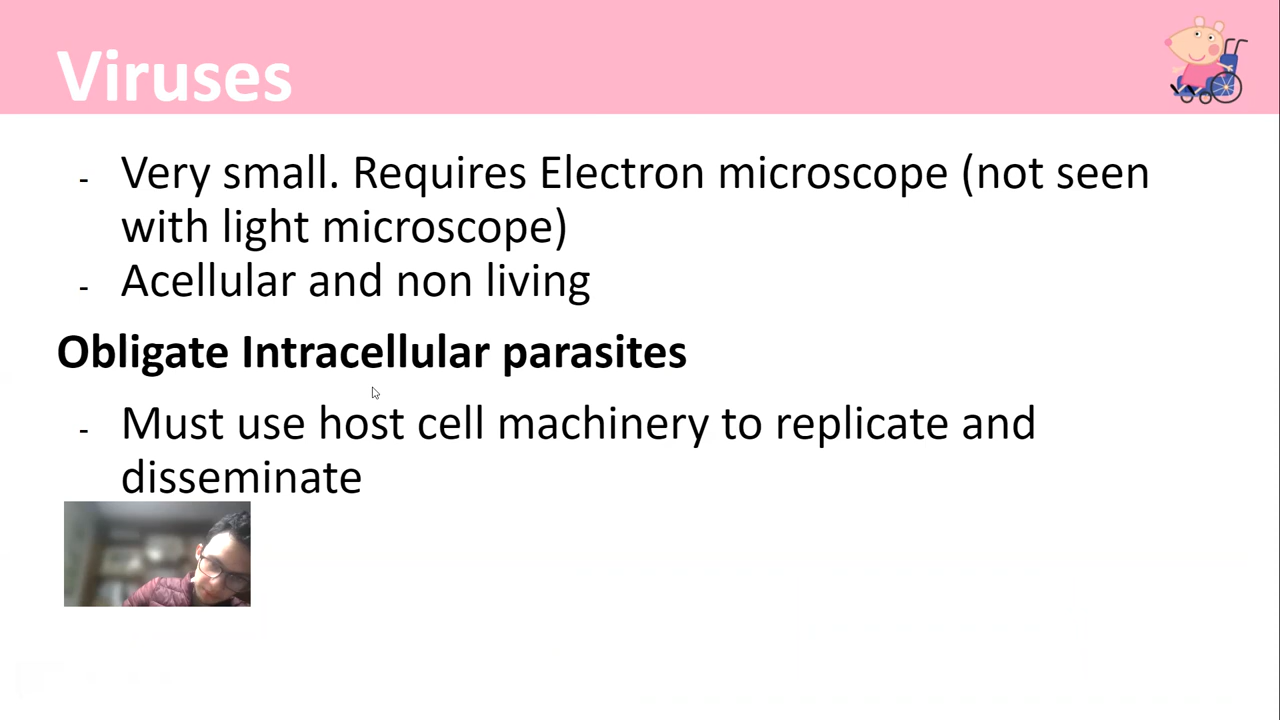 Viruses
- Very small. Requires Electron microscope (not seen
with light microscope)
- Acellular and non living
Obligate Intracellular parasites
- Must use host cell machinery to replicate and
disseminate